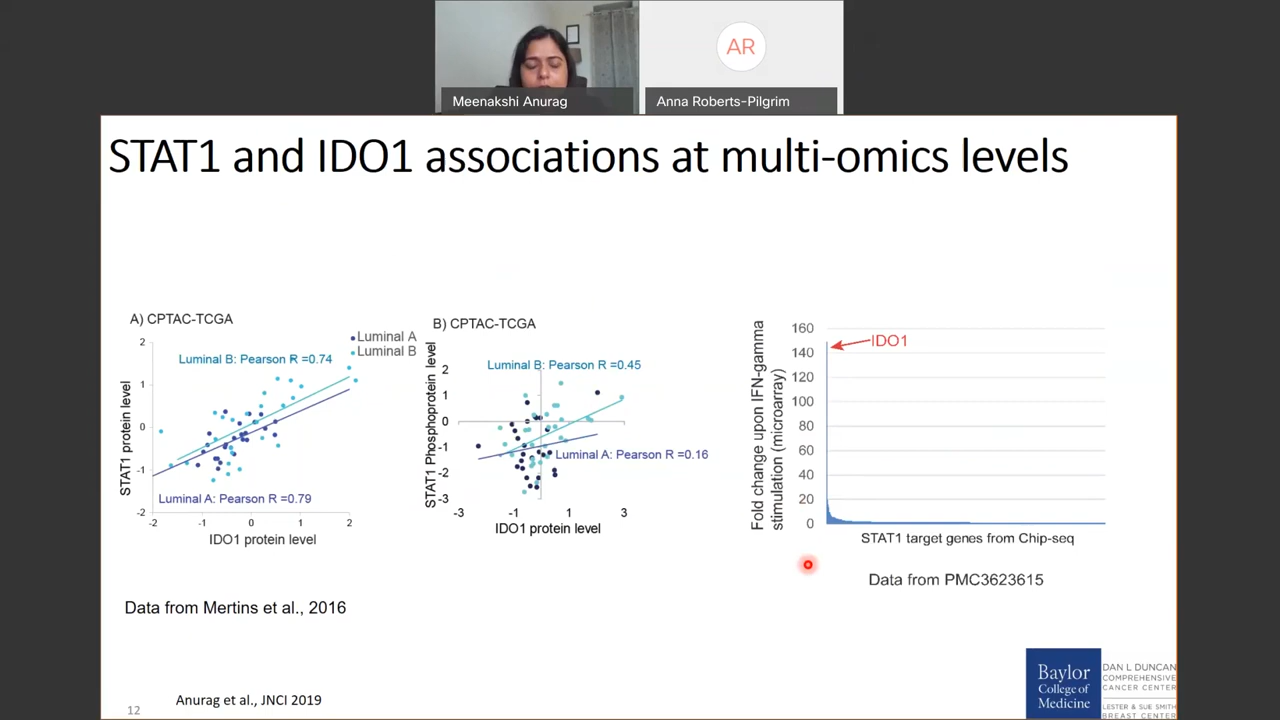 AR
Meenakshi Anurag
Anna Roberts-Pilgrim
STAT1 and IDO1 associations at multi-omics levels
A) CPTAC-TCGA
Luminal A
Luminal B
Luminal B: Pearson R =0.74
STAT1 protein level
2
1
0
-1
-2
Luminal A: Pearson R =0.79
-2
-1
0
1
2
IDO1 protein level
B) CPTAC-TCGA
Luminal B: Pearson R =0.45
STAT1 Phosphoprotein level
2
1
0
-1
-2
-3
Luminal A: Pearson R =0.16
-3
-1
1
3
IDO1 protein level
Fold change upon IFN-gamma
stimulation (microarray)
160
140
120
100
80
60
40
20
0
IDO1
STAT1 target genes from Chip-seq
Data from PMC3623615
Data from Mertins et al., 2016
Anurag et al., JNCI 2019
12
Baylor
College of
Medicine
DAN L DUNCAN
COMPREHENSIVE
CANCER CENTER
LESTER & SUE SMITH
BREAST CENTER